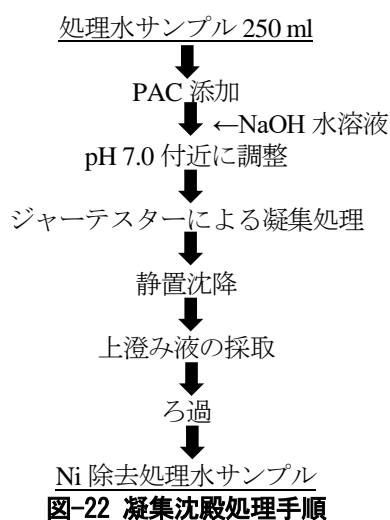 処理水サンプル 250 ml
PAC 添加
←NaOH 水溶液
pH 7.0 付近に調整
ジャーテスターによる凝集処理
静置沈降
上澄み液の採取
ろ過
Ni 除去処理水サンプル
図-22 凝集沈殿処理手順